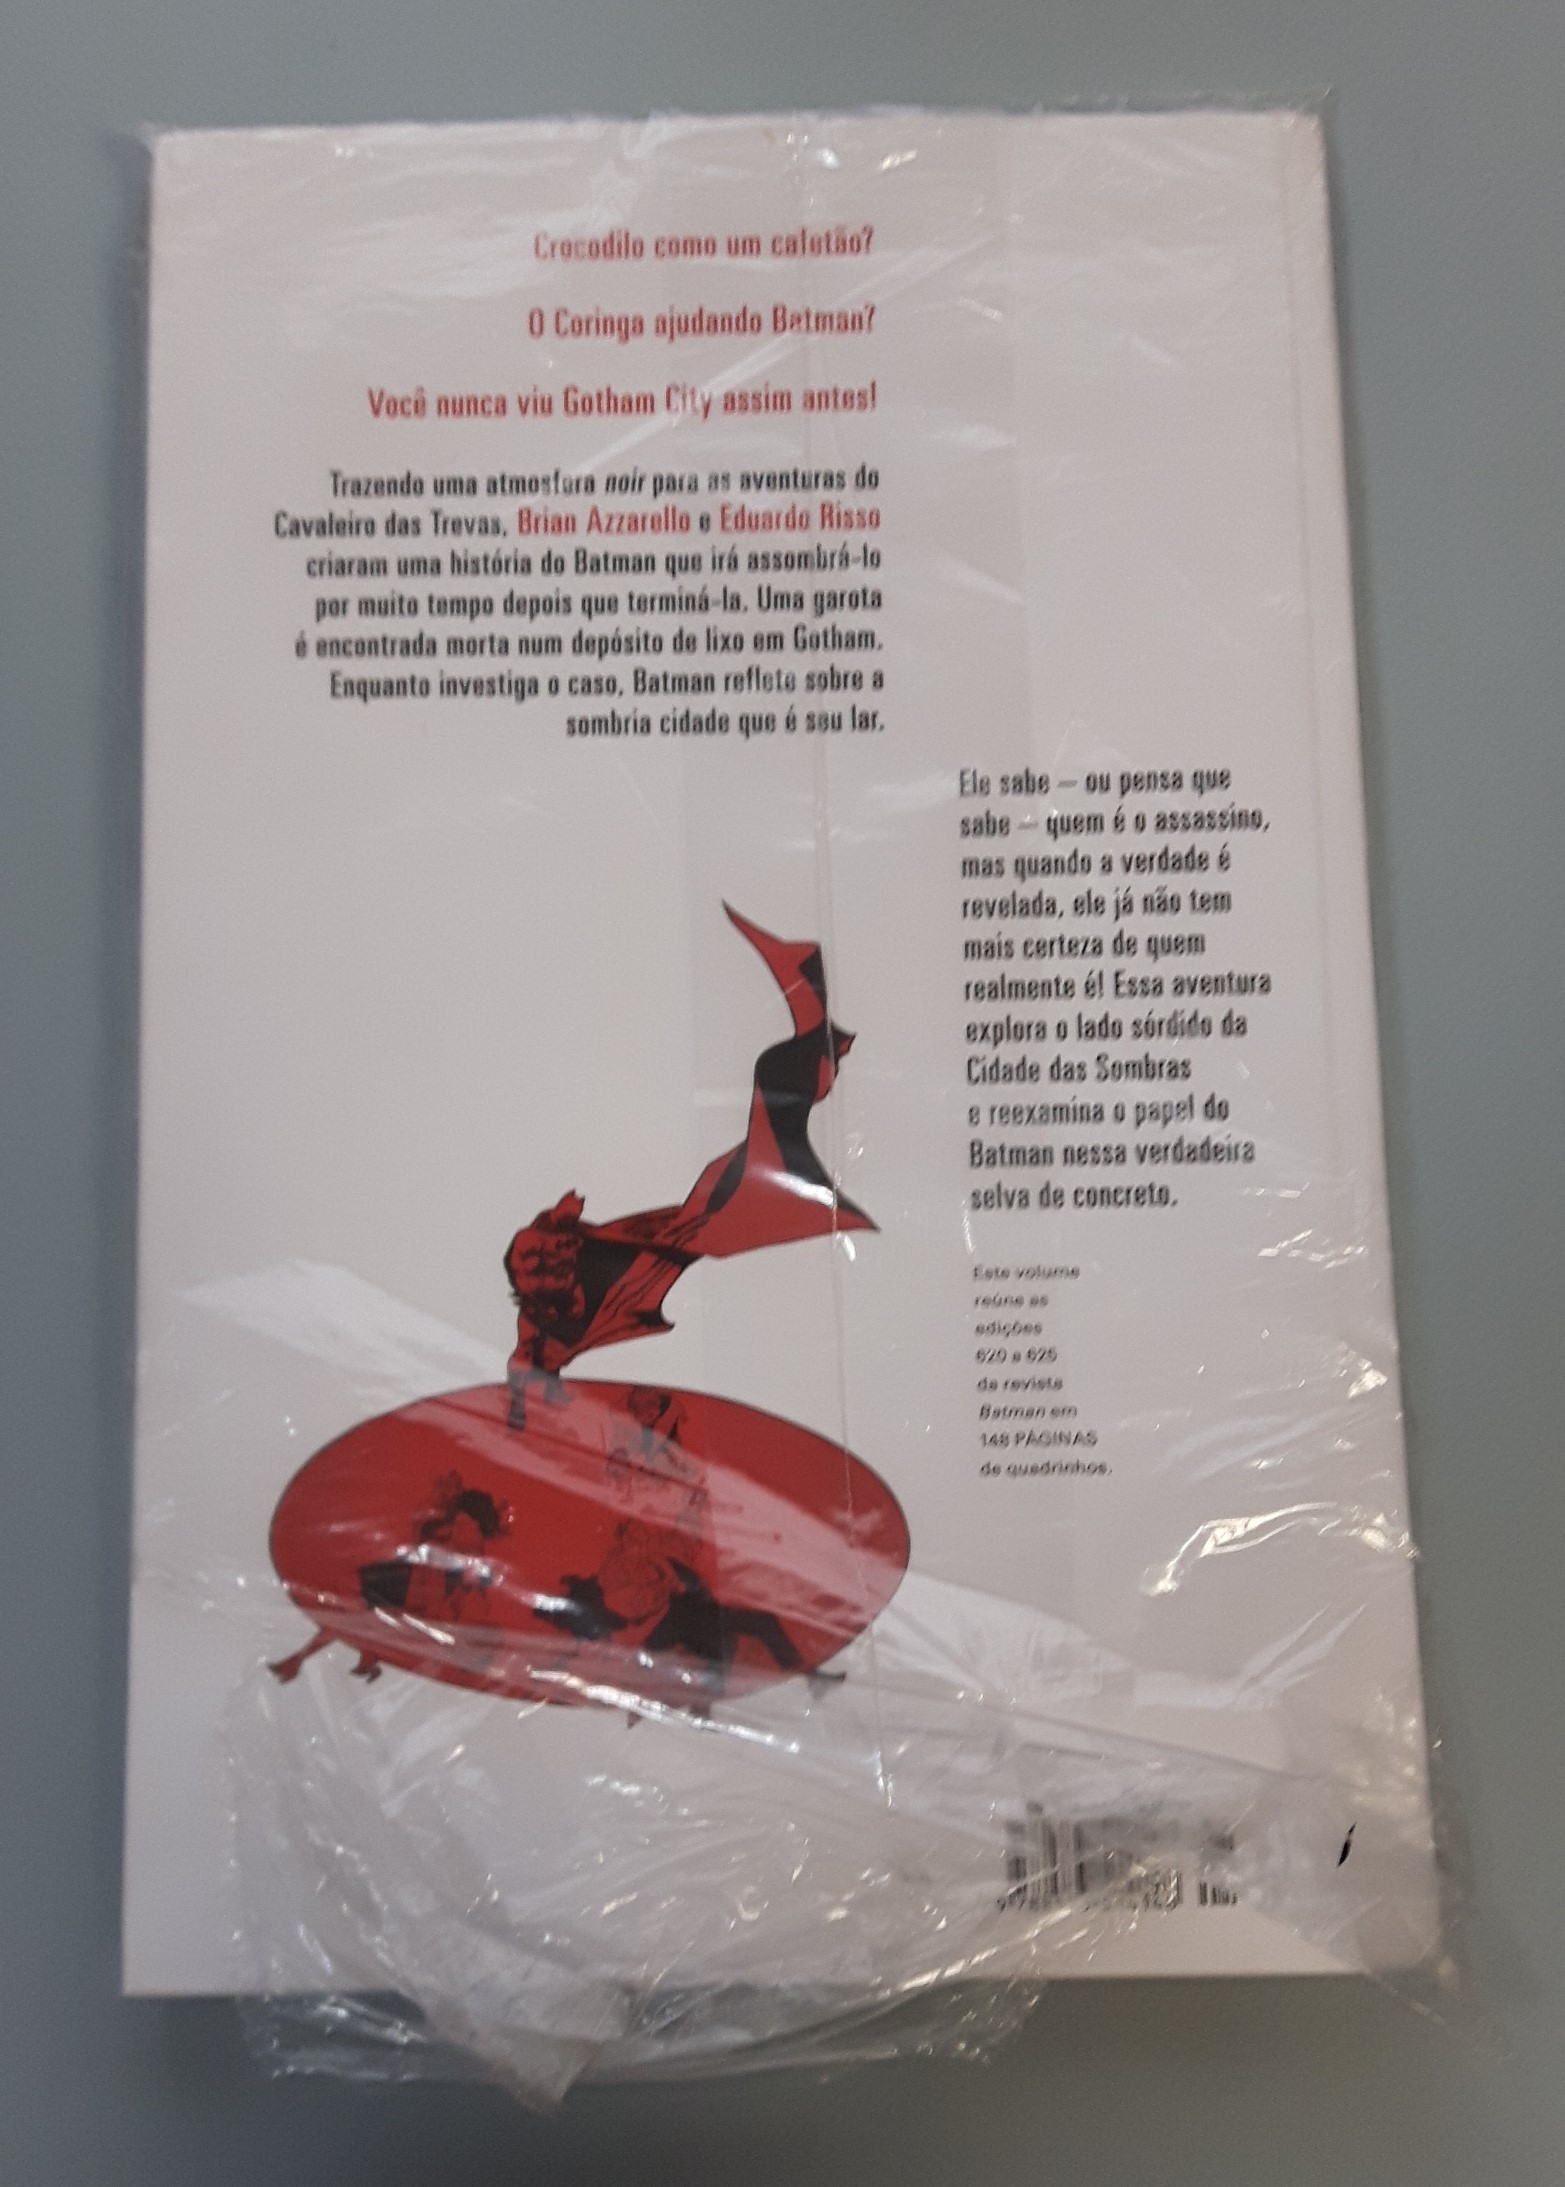 Crocodilo como um cafetão?
O Coringa ajudando Batman?
Você nunca viu Gotham City assim antes!
Trazendo uma atmosfera noir para as aventuras do
Cavaleiro das Trevas, Brian Azzarello e Eduardo Risso
criaram uma história do Batman que irá assombrá-lo
por muito tempo depois que terminá-la. Uma garota
é encontrada morta num depósito de lixo em Gotham.
Enquanto investiga o caso, Batman reflete sobre a
sombria cidade que é seu lar.
Ele sabe – ou pensa que
sabe – quem é o assassino,
mas quando a verdade é
revelada, ele já não tem
mais certeza de quem
realmente é! Essa aventura
explora o lado sórdido da
Cidade das Sombras
e reexamina o papel do
Batman nessa verdadeira
selva de concreto.
Este volume
reúne as
edições
620 a 625
da revista
Batman em
148 PÁGINAS
de quadrinhos.